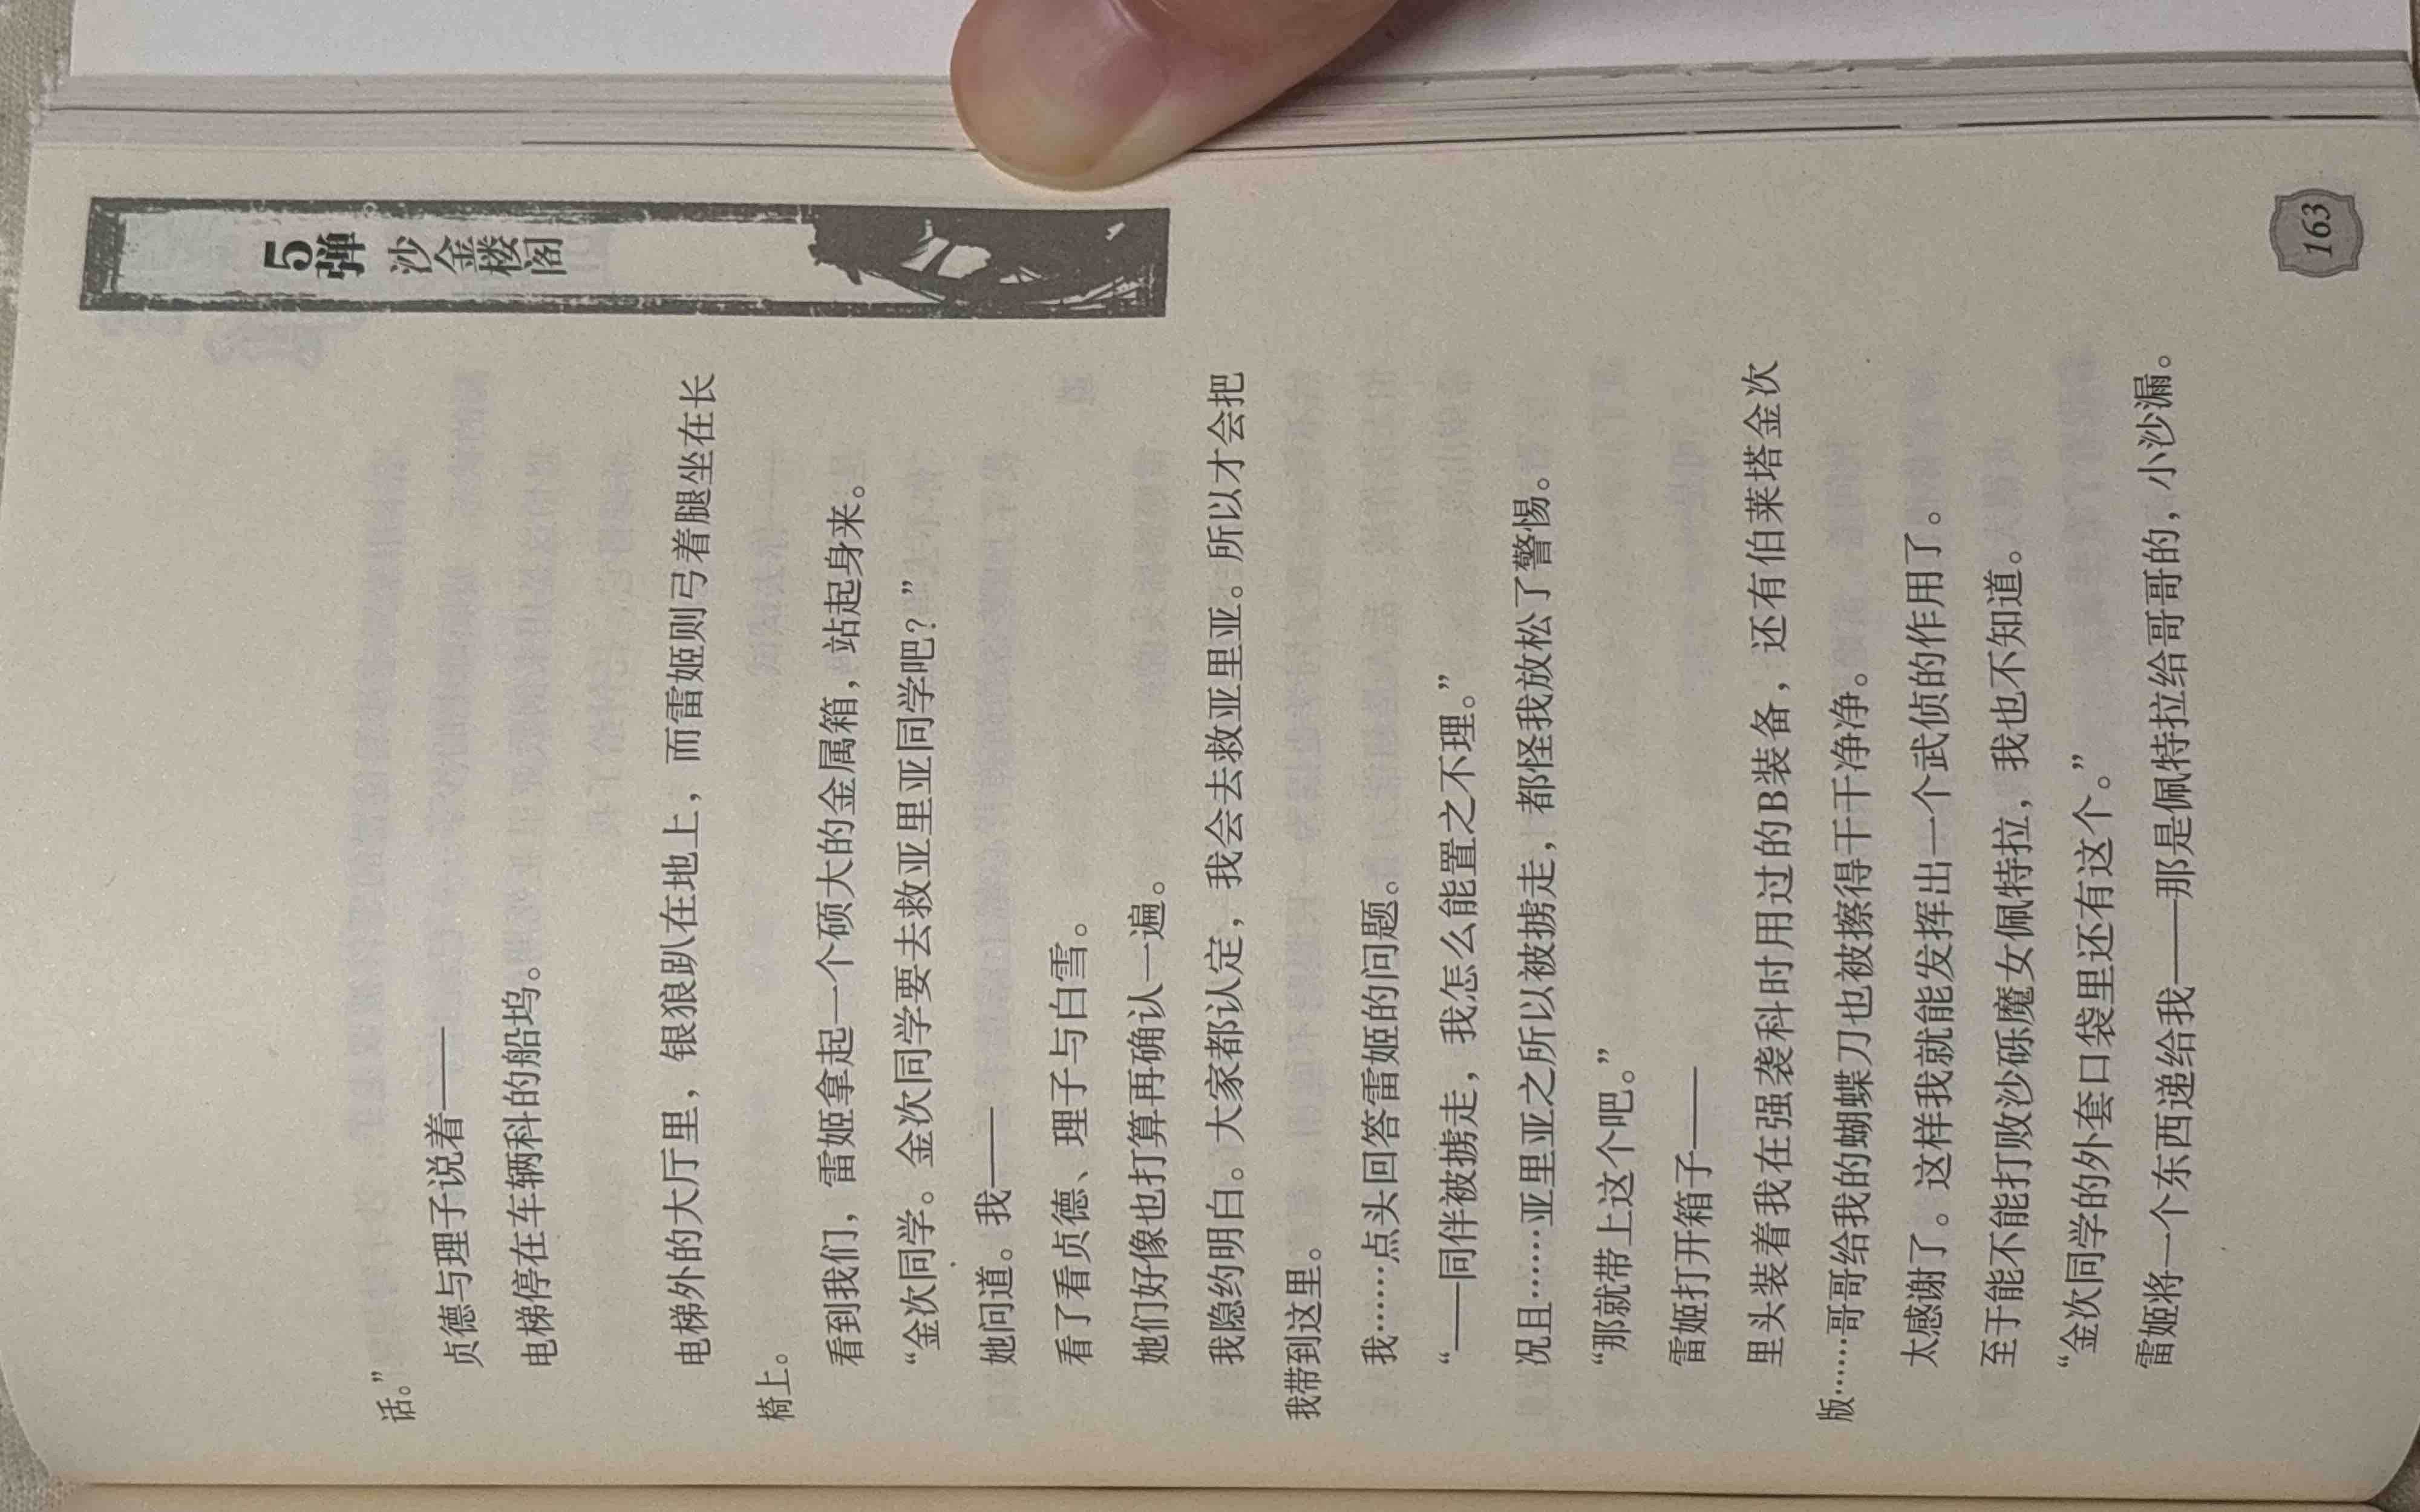 5弹 沙金楼阁
话。”
贞德与理子说着——
电梯停在车辆科的船坞。
电梯外的大厅里，银狼趴在地上，而雷姬则弓着腿坐在长
椅上。
看到我们，雷姬拿起一个硕大的金属箱，站起身来。
“金次同学。金次同学要去救亚里亚同学吧？”
她问道。我——
看了看贞德、理子与白雪。
她们好像也打算再确认一遍。
我隐约明白。大家都认定，我会去救亚里亚。所以才会把
我带到这里。
我……点头回答雷姬的问题。
“——同伴被掳走，我怎么能置之不理。”
况且……亚里亚之所以被掳走，都怪我放松了警惕。
“那就带上这个吧。”
雷姬打开箱子——
里头装着我在强袭科时用过的B装备，还有伯莱塔金次
版……哥哥给我的蝴蝶刀也被擦得干干净净。
太感谢了。这样我就能发挥出一个武侦的作用了。
至于能不能打败沙砾魔女佩特拉，我也不知道。
“金次同学的外套口袋里还有这个。”
雷姬将一个东西递给我——那是佩特拉给哥哥的，小沙漏。
163